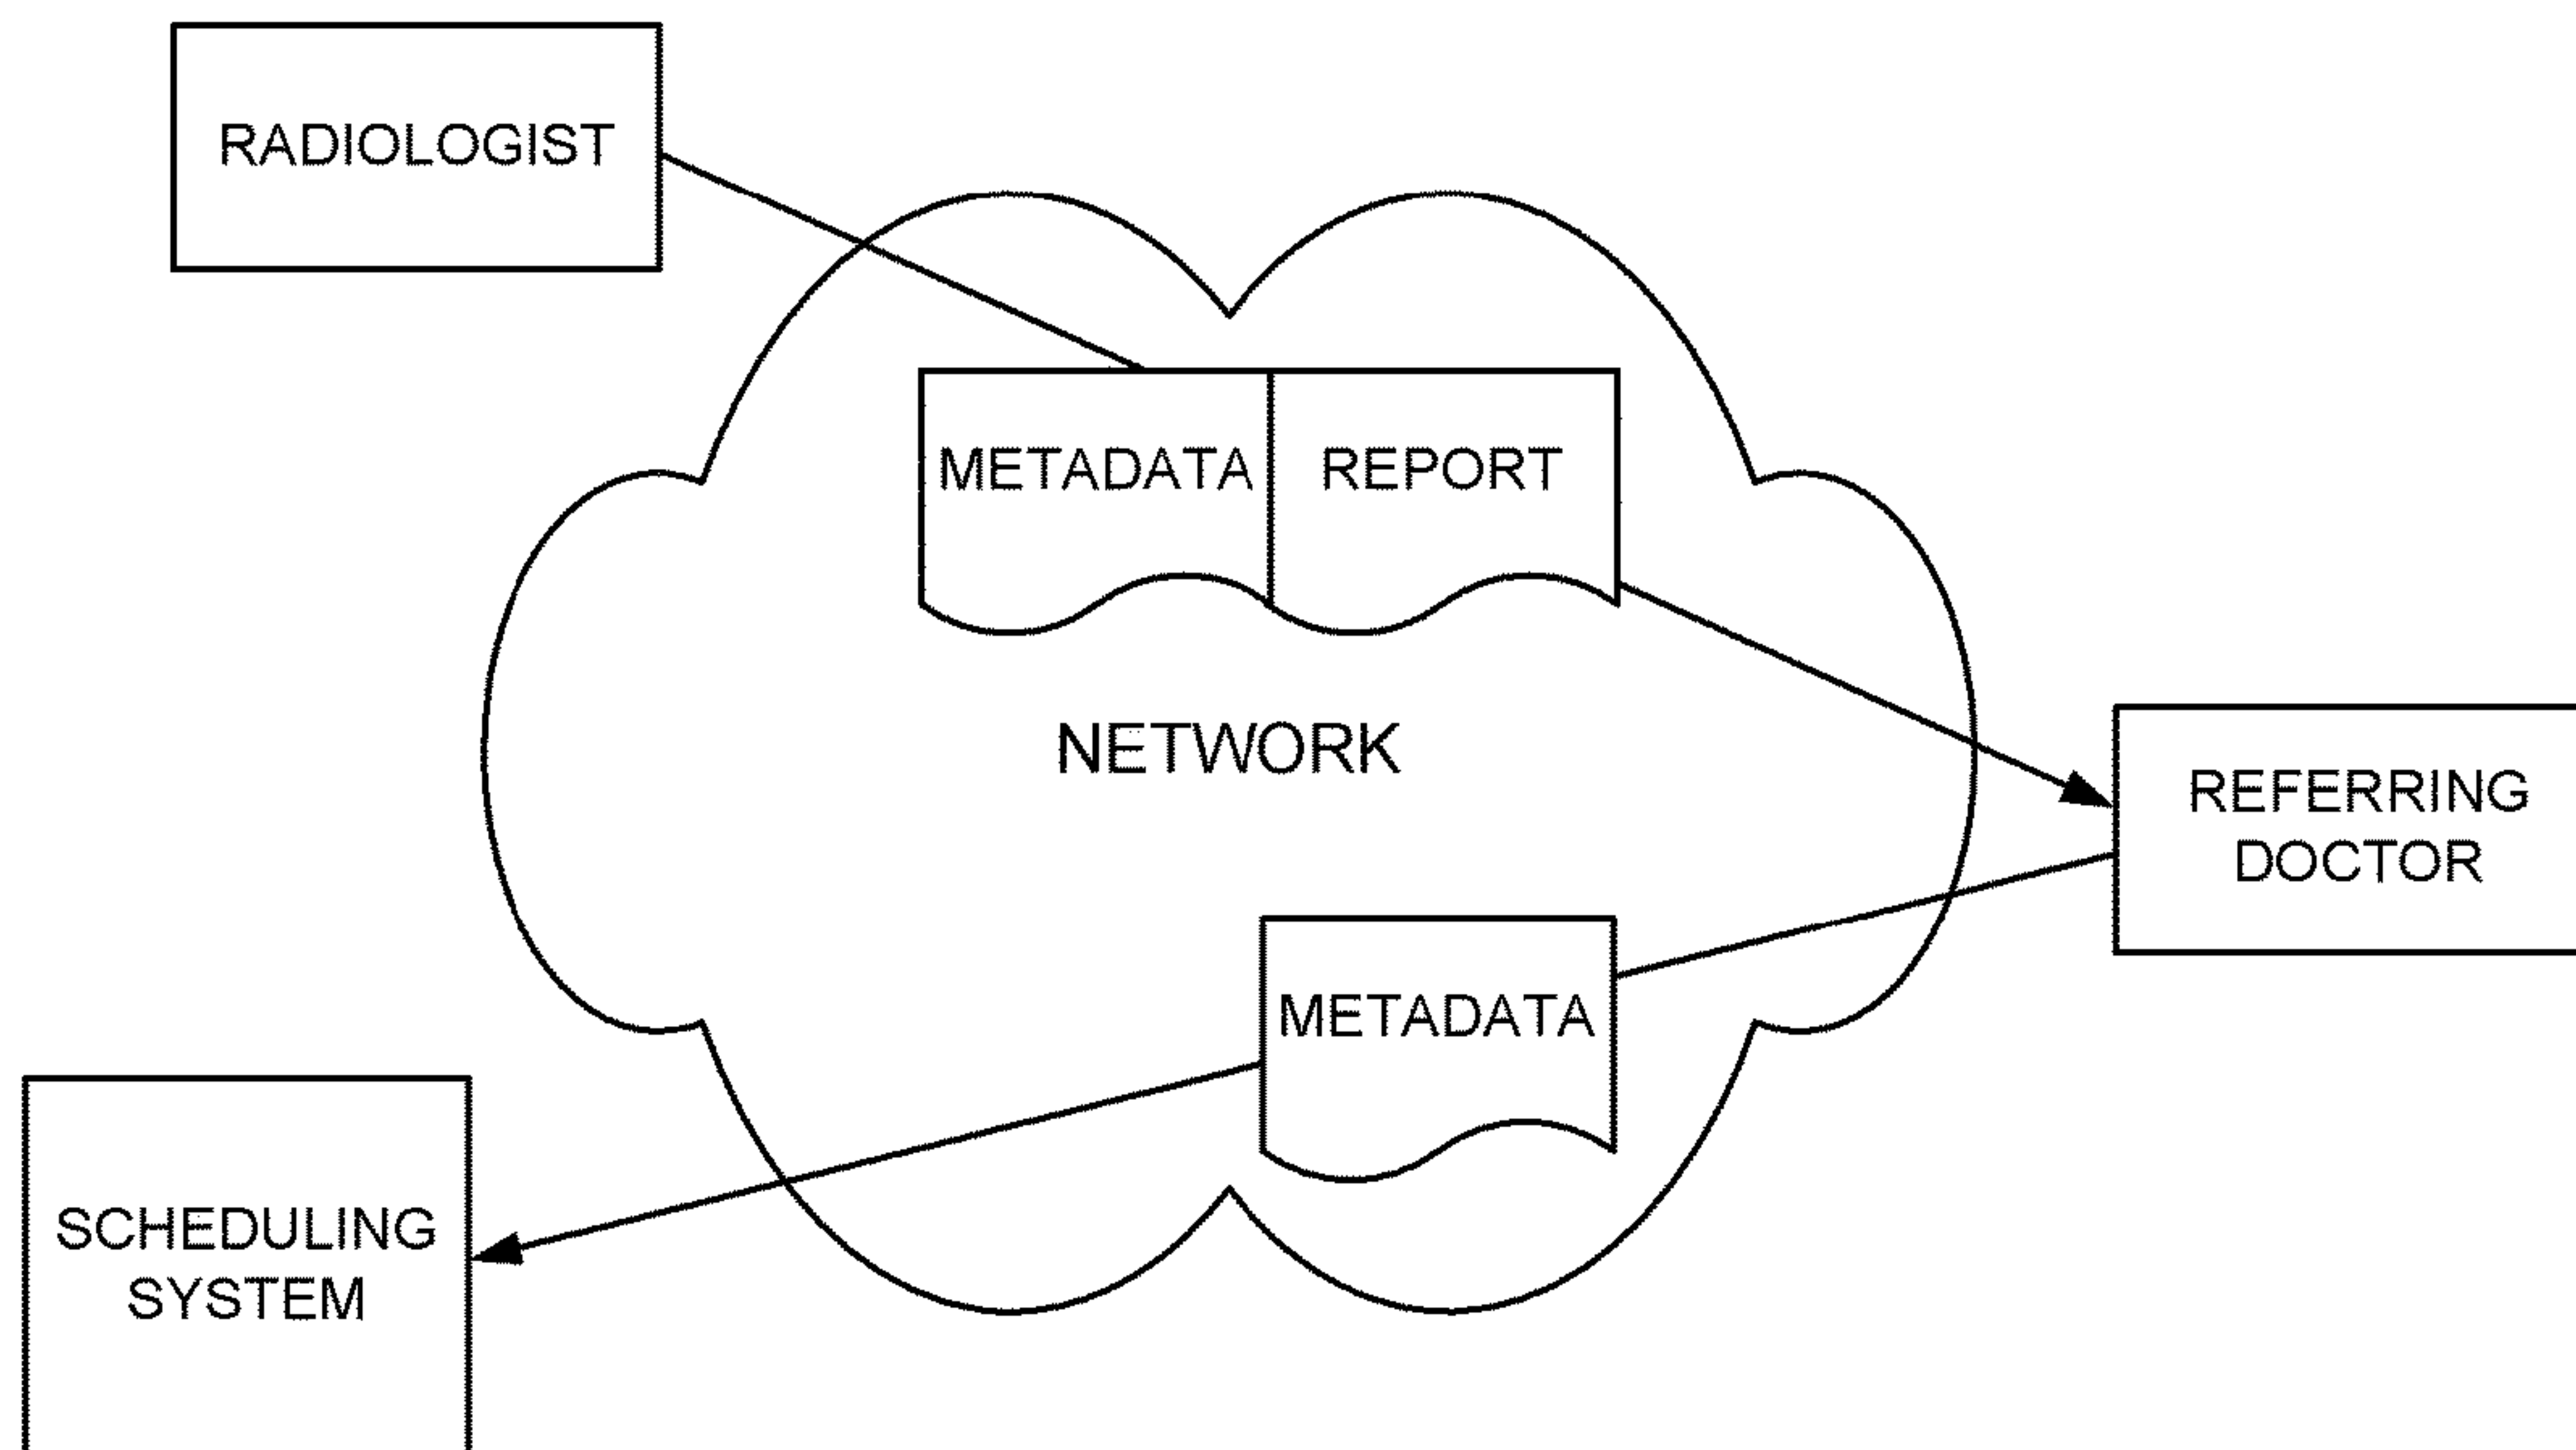 RADIOLOGIST
METADATA
REPORT
NETWORK
REFERRING
DOCTOR
METADATA
SCHEDULING
SYSTEM